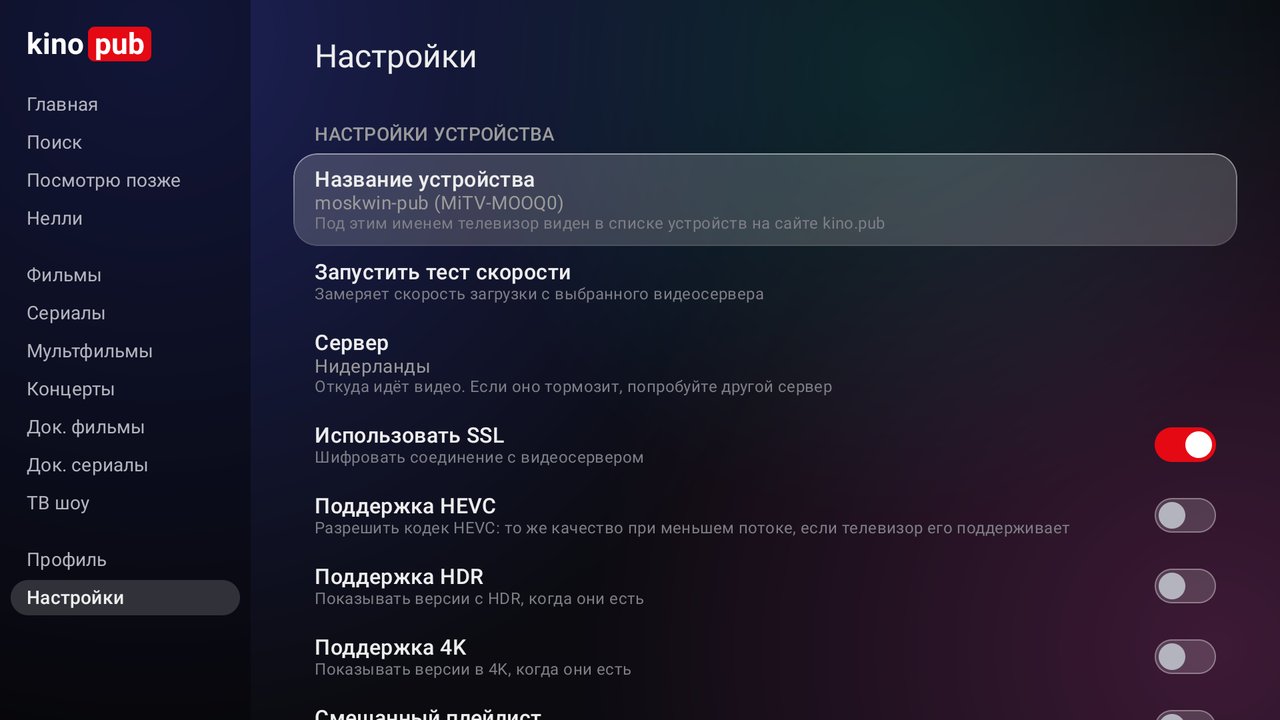 kino pub
Главная
Поиск
Посмотрю позже
Нелли
Фильмы
Сериалы
Мультфильмы
Концерты
Док. фильмы
Док. сериалы
ТВ шоу
Профиль
Настройки
Настройки
НАСТРОЙКИ УСТРОЙСТВА
Название устройства
moskwin-pub (MiTV-MOOQ0)
Под этим именем телевизор виден в списке устройств на сайте kino.pub
Запустить тест скорости
Замеряет скорость загрузки с выбранного видеосервера
Сервер
Нидерланды
Откуда идёт видео. Если оно тормозит, попробуйте другой сервер
Использовать SSL
Шифровать соединение с видеосервером
Поддержка HEVC
Разрешить кодек HEVC: то же качество при меньшем потоке, если телевизор его поддерживает
Поддержка HDR
Показывать версии с HDR, когда они есть
Поддержка 4K
Показывать версии в 4K, когда они есть
Смешанный плейлист